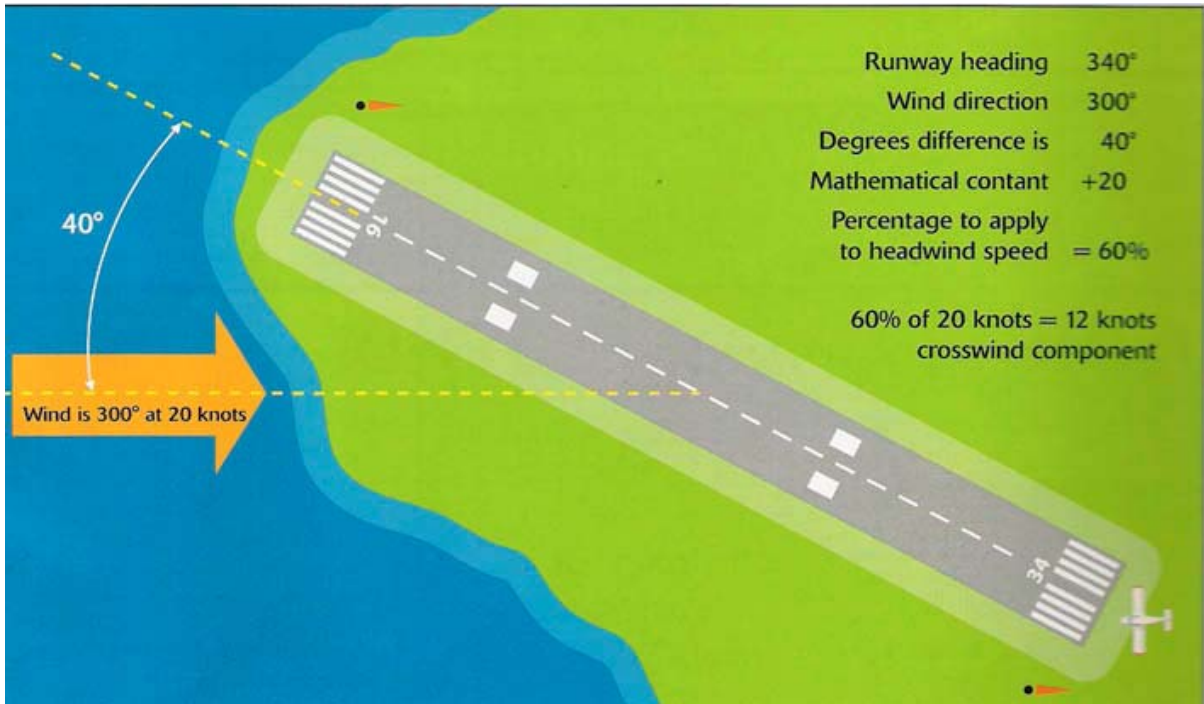 Runway heading 340°
Wind direction 300°
Degrees difference is 40°
Mathematical contant +20
Percentage to apply
to headwind speed = 60%
60% of 20 knots = 12 knots
crosswind component
40°
16
Wind is 300° at 20 knots
34